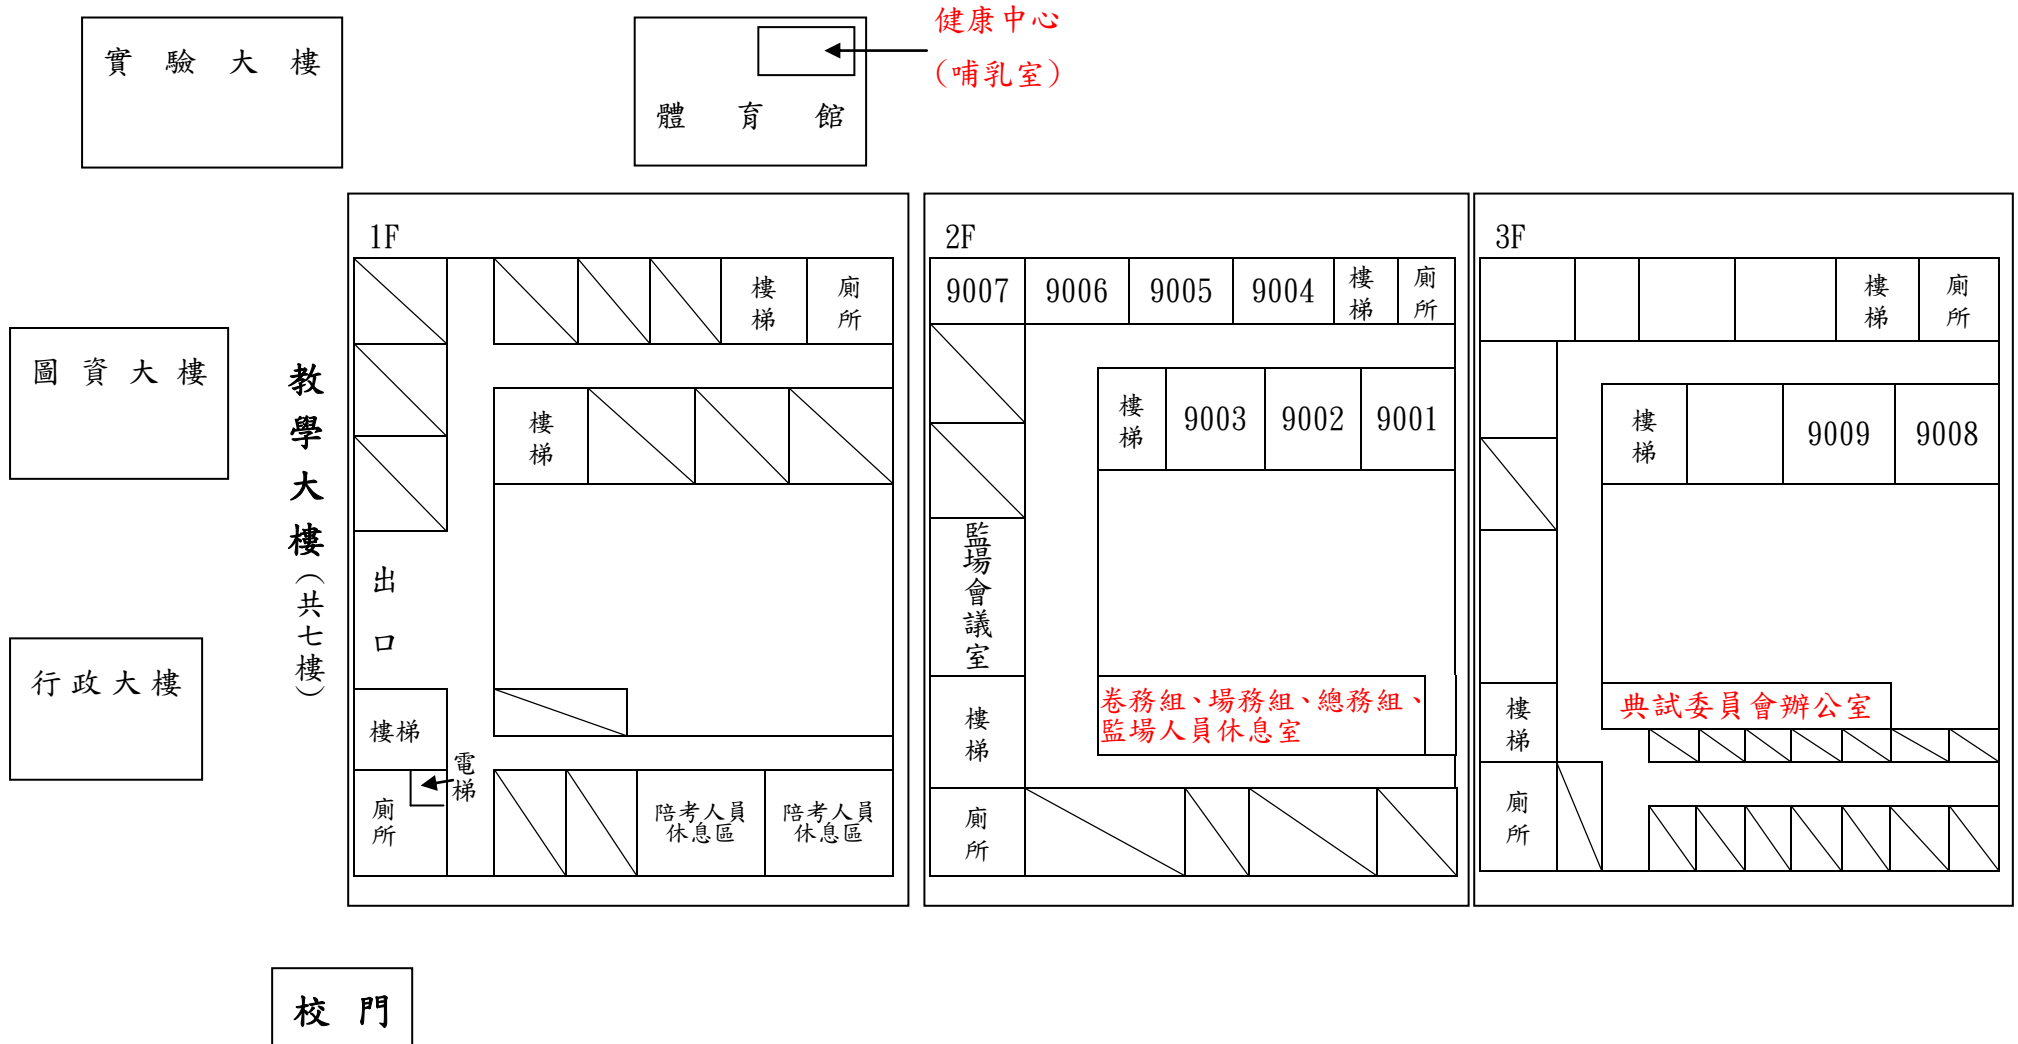 健康中心
(哺乳室)
實驗大樓
體育館
圖資大樓
行政大樓
教學大樓(共七樓)
1F
樓梯
廁所
樓梯
出口
樓梯
電梯
廁所
陪考人員
休息區
陪考人員
休息區
2F
9007
9006
9005
9004
樓梯
廁所
樓梯
9003
9002
9001
監場會議室
樓梯
卷務組、場務組、總務組、
監場人員休息室
廁所
3F
樓梯
廁所
樓梯
9009
9008
樓梯
典試委員會辦公室
廁所
校門